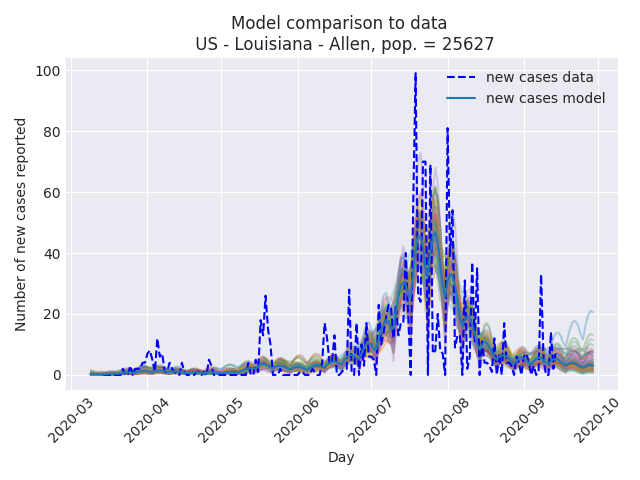 Model comparison to data
US - Louisiana - Allen, pop. = 25627
new cases data
new cases model
Number of new cases reported
100
80
60
40
20
0
2020-03
2020-04
2020-05
2020-06
2020-07
2020-08
2020-09
2020-10
Day